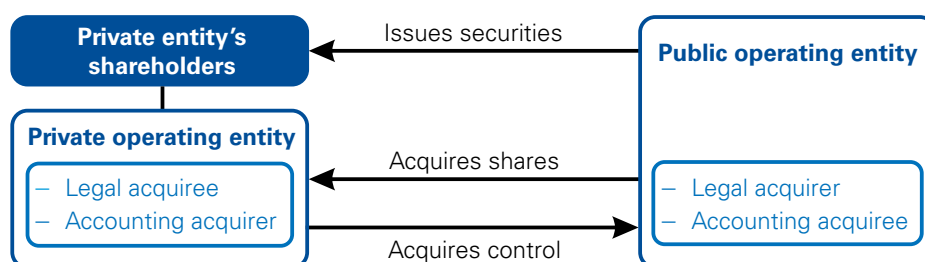 Private entity's
shareholders
Issues securities
Public operating entity
Private operating entity
– Legal acquiree
– Accounting acquirer
Acquires shares
– Legal acquirer
– Accounting acquiree
Acquires control